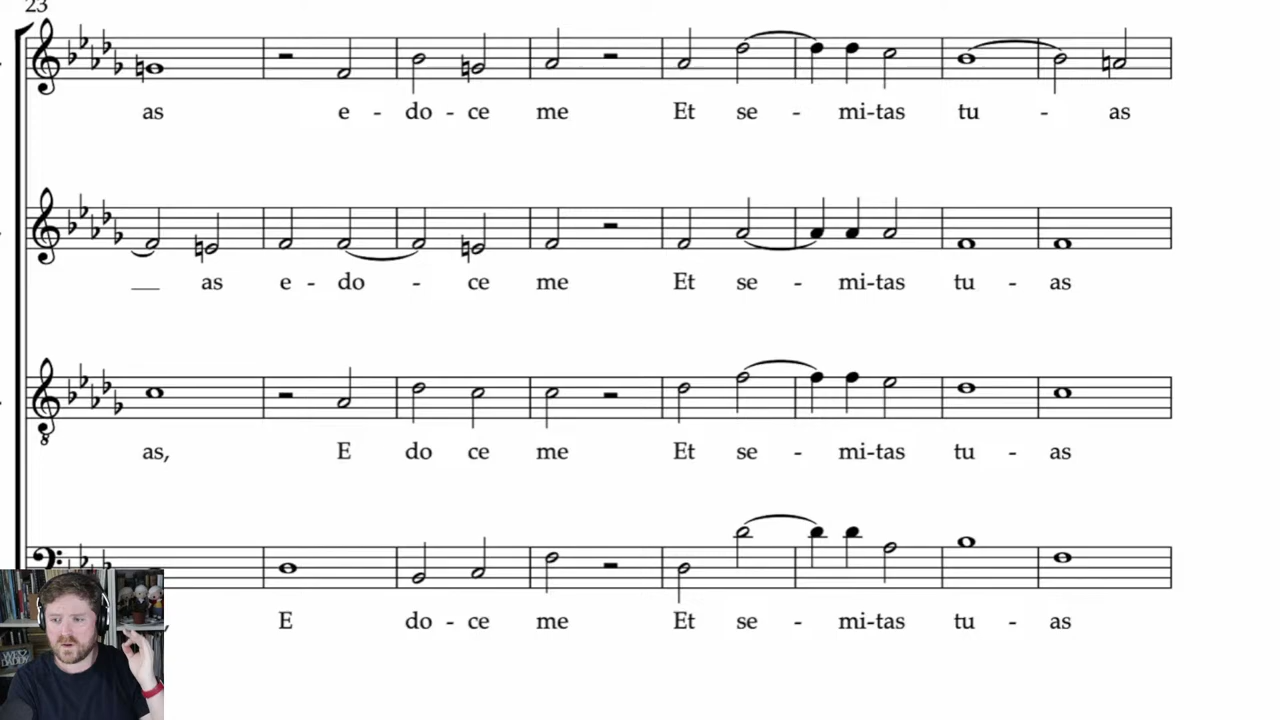 23
as e - do - ce me Et se - mi-tas tu - as
as e - do - ce me Et se - mi-tas tu - as
as, E do ce me Et se - mi-tas tu - as
E do - ce me Et se - mi-tas tu - as